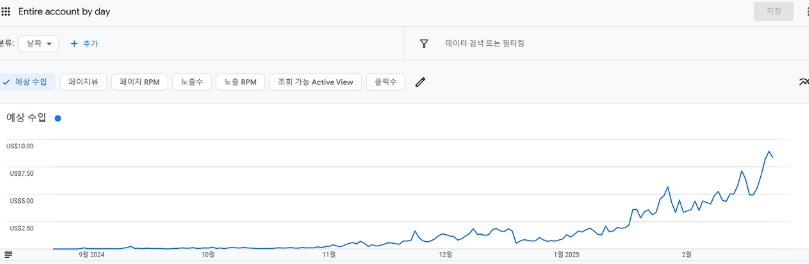 Entire account by day
저장
분류:
날짜
+ 추가
데이터 검색 또는 필터링
예상 수입
페이지뷰
페이지 RPM
노출수
노출 RPM
조회 가능 Active View
클릭수
예상 수입
US$10.00
US$7.50
US$5.00
US$2.50
9월 2024
10월
11월
12월
1월 2025
2월